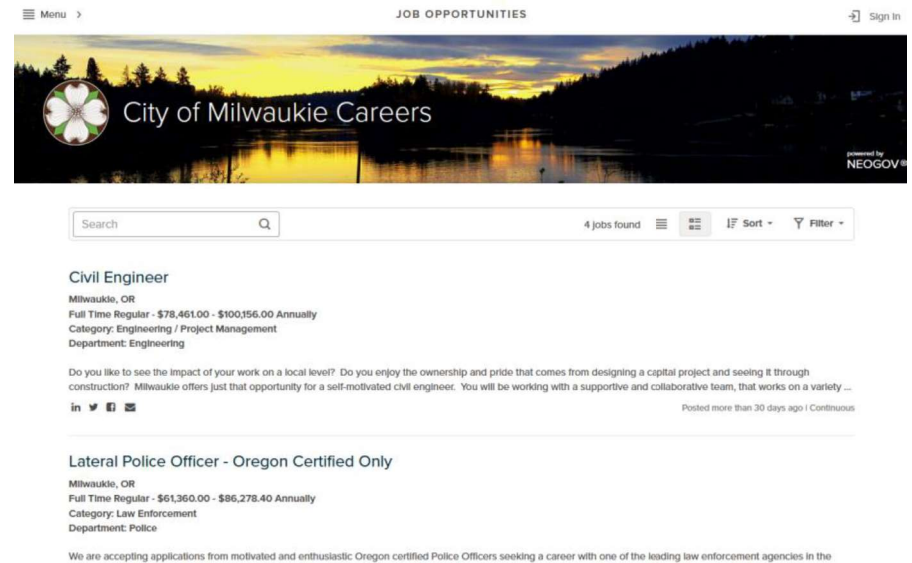 Menu >
JOB OPPORTUNITIES
Sign In
City of Milwaukie Careers
powered by
NEOGOV®
Search
4 jobs found
Sort
Filter
Civil Engineer
Milwaukie, OR
Full Time Regular - $78,461.00 - $100,156.00 Annually
Category: Engineering / Project Management
Department: Engineering
Do you like to see the impact of your work on a local level? Do you enjoy the ownership and pride that comes from designing a capital project and seeing it through
construction? Milwaukie offers just that opportunity for a self-motivated civil engineer. You will be working with a supportive and collaborative team, that works on a variety ...
Posted more than 30 days ago | Continuous
Lateral Police Officer - Oregon Certified Only
Milwaukie, OR
Full Time Regular - $61,360.00 - $86,278.40 Annually
Category: Law Enforcement
Department: Police
We are accepting applications from motivated and enthusiastic Oregon certified Police Officers seeking a career with one of the leading law enforcement agencies in the